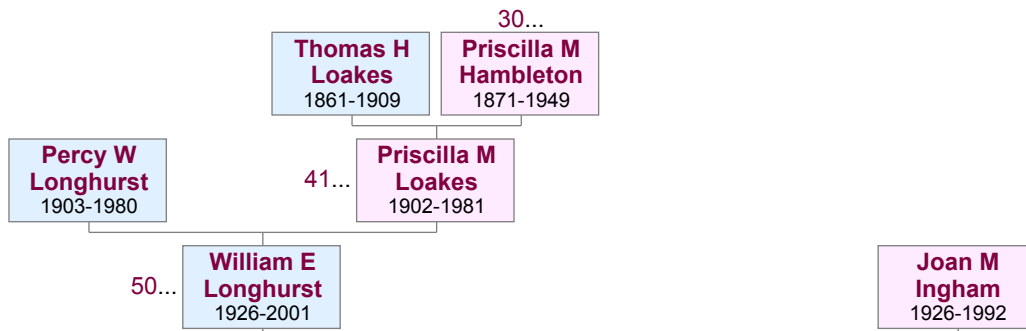 30...
Thomas H
Loakes
1861-1909
Priscilla M
Hambleton
1871-1949
Percy W
Longhurst
1903-1980
41...
Priscilla M
Loakes
1902-1981
50...
William E
Longhurst
1926-2001
Joan M
Ingham
1926-1992